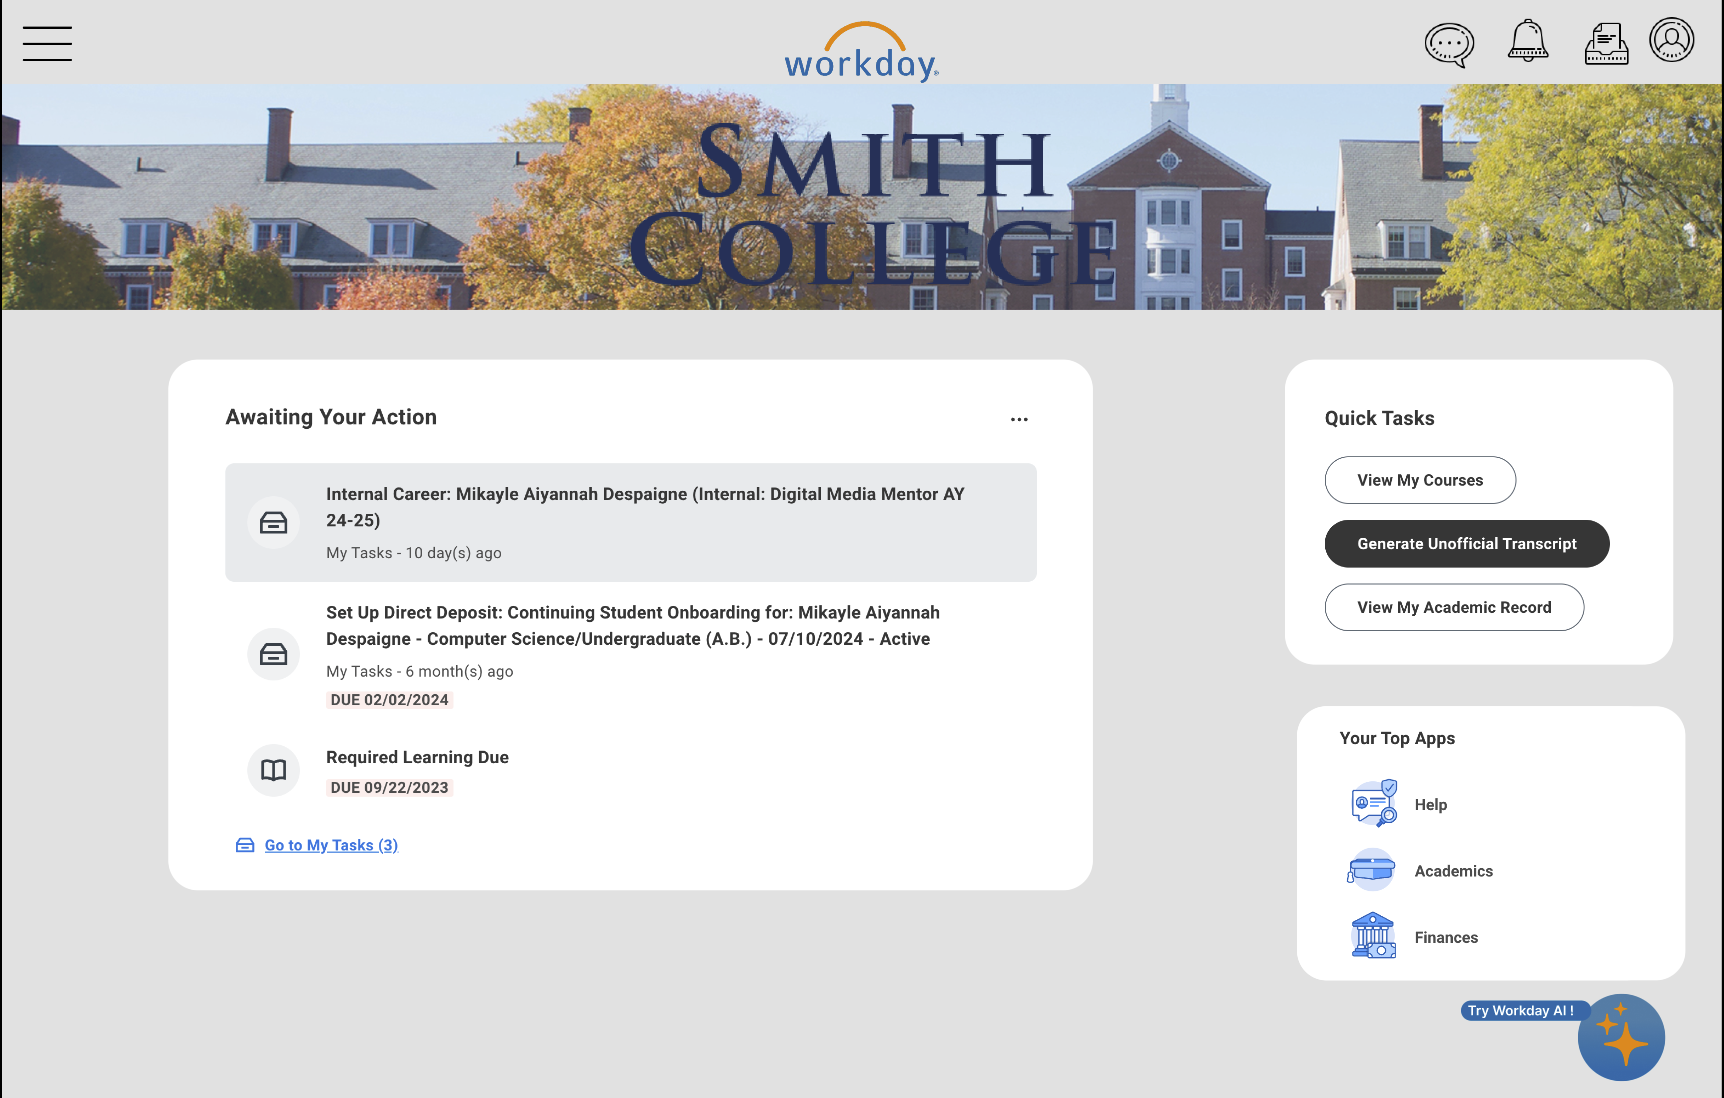 workday
SMITH
COLLEGE
Awaiting Your Action
Internal Career: Mikayle Aiyannah Despaigne (Internal: Digital Media Mentor AY
24-25)
My Tasks - 10 day(s) ago
Set Up Direct Deposit: Continuing Student Onboarding for: Mikayle Aiyannah
Despaigne - Computer Science/Undergraduate (A.B.) - 07/10/2024 - Active
My Tasks - 6 month(s) ago
DUE 02/02/2024
Required Learning Due
DUE 09/22/2023
Go to My Tasks (3)
Quick Tasks
View My Courses
Generate Unofficial Transcript
View My Academic Record
Your Top Apps
Help
Academics
Finances
Try Workday AI !